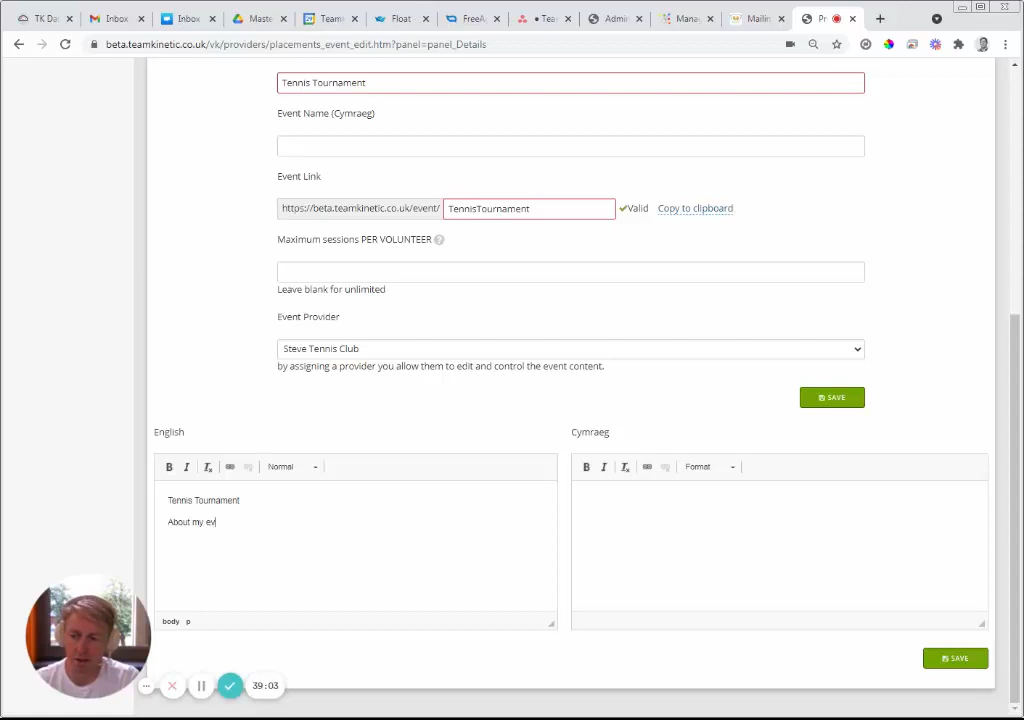 TK Da
Inbox
Inbox
Maste
Team
Float
FreeA
Tea
Admi
Mana
Mailin
Pr
beta.teamkinetic.co.uk/vk/providers/placements_event_edit.htm?panel=panel_Details
Tennis Tournament
Event Name (Cymraeg)
Event Link
https://beta.teamkinetic.co.uk/event/ TennisTournament Valid Copy to clipboard
Maximum sessions PER VOLUNTEER ?
Leave blank for unlimited
Event Provider
Steve Tennis Club
by assigning a provider you allow them to edit and control the event content.
SAVE
English
Cymraeg
B I Tx Normal
B I Tx Format
Tennis Tournament
About my ev
body p
SAVE
39:03